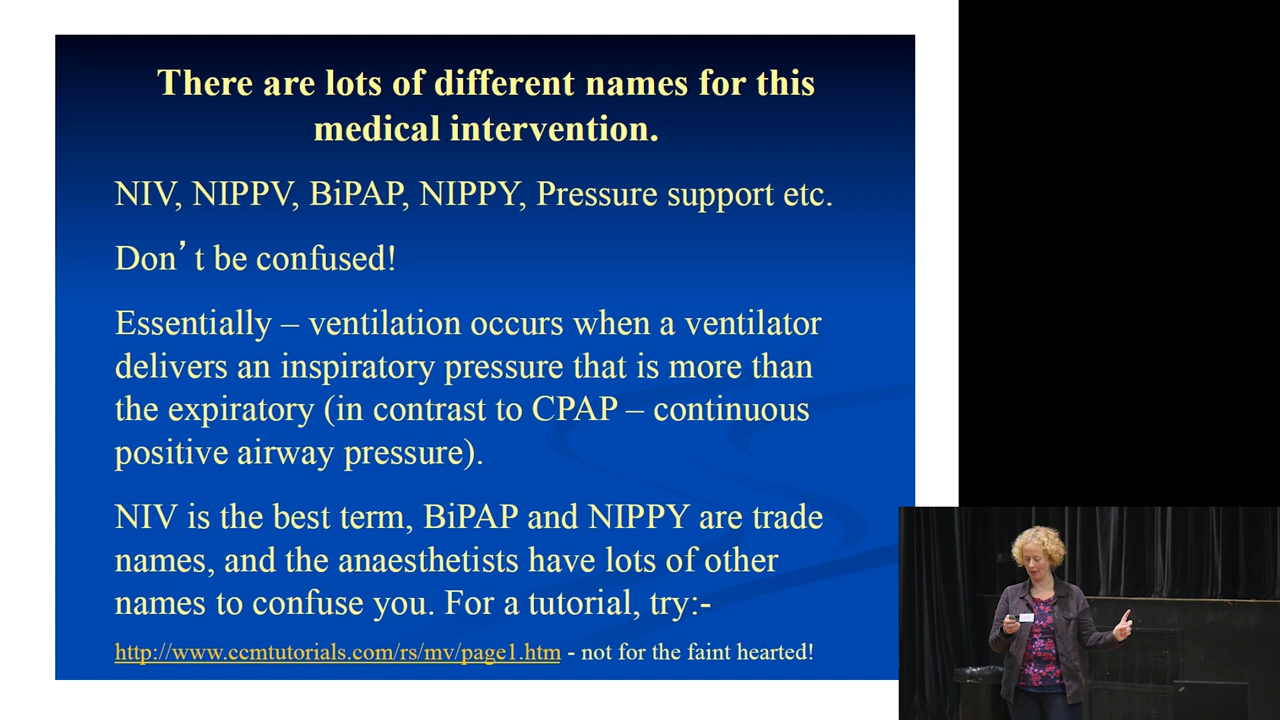 There are lots of different names for this
medical intervention.
NIV, NIPPV, BiPAP, NIPPY, Pressure support etc.
Don’t be confused!
Essentially – ventilation occurs when a ventilator
delivers an inspiratory pressure that is more than
the expiratory (in contrast to CPAP – continuous
positive airway pressure).
NIV is the best term, BiPAP and NIPPY are trade
names, and the anaesthetists have lots of other
names to confuse you. For a tutorial, try:-
http://www.ccmtutorials.com/rs/mv/page1.htm - not for the faint hearted!